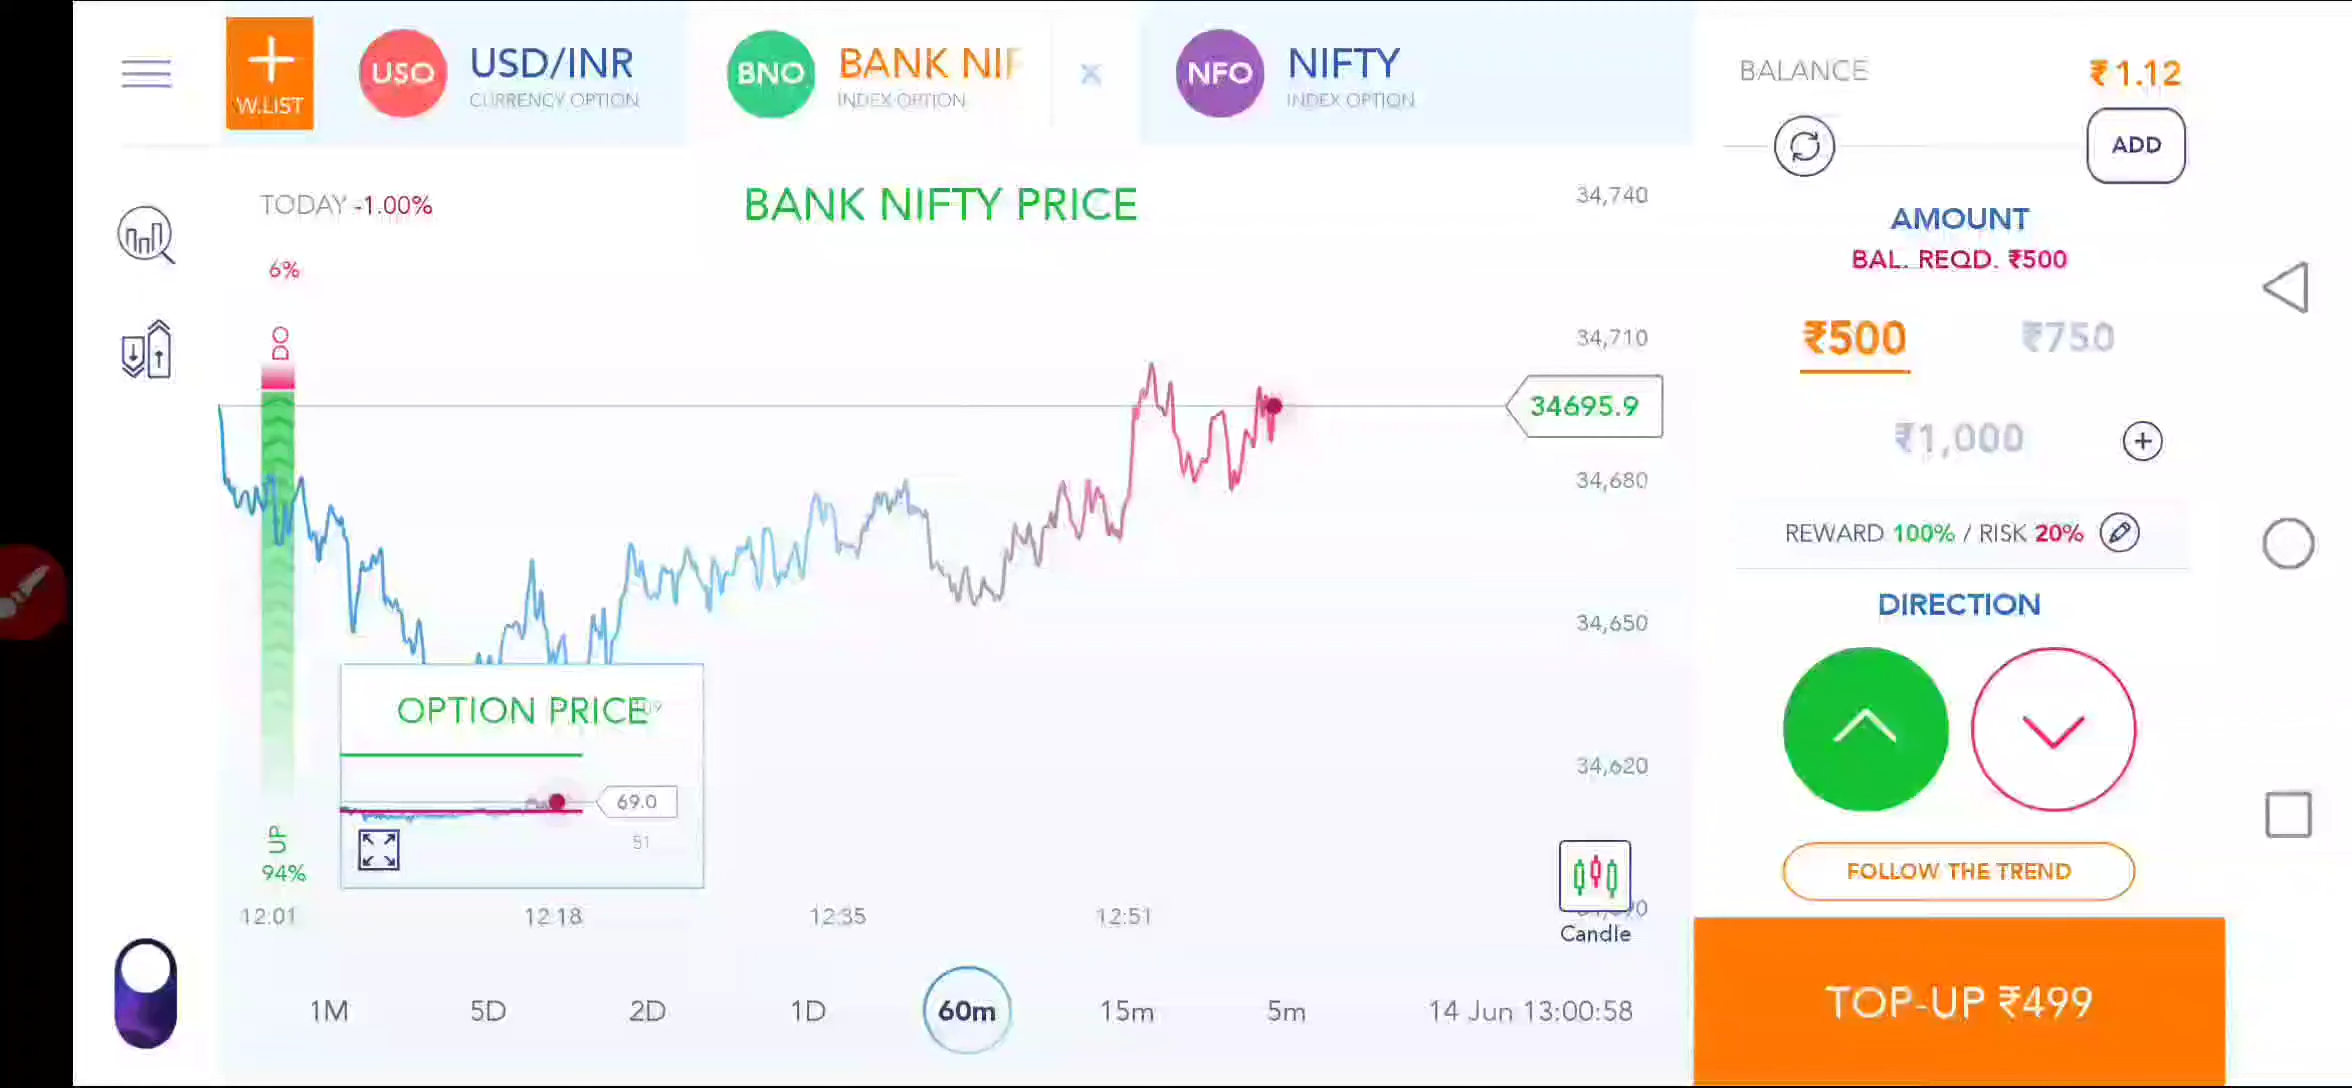 W.LIST
USO
USD/INR
CURRENCY OPTION
BNO
BANK NIF
INDEX OPTION
NFO
NIFTY
INDEX OPTION
BALANCE
₹1.12
ADD
TODAY -1.00%
BANK NIFTY PRICE
34,740
AMOUNT
BAL. REQD. ₹500
6%
DO
34,710
₹500
₹750
34695.9
₹1,000
34,680
REWARD 100% / RISK 20%
DIRECTION
34,650
OPTION PRICE
34,620
69.0
51
UP
94%
FOLLOW THE TREND
12:01
12:18
12:35
12:51
Candle
1M
5D
2D
1D
60m
15m
5m
14 Jun 13:00:58
TOP-UP ₹499